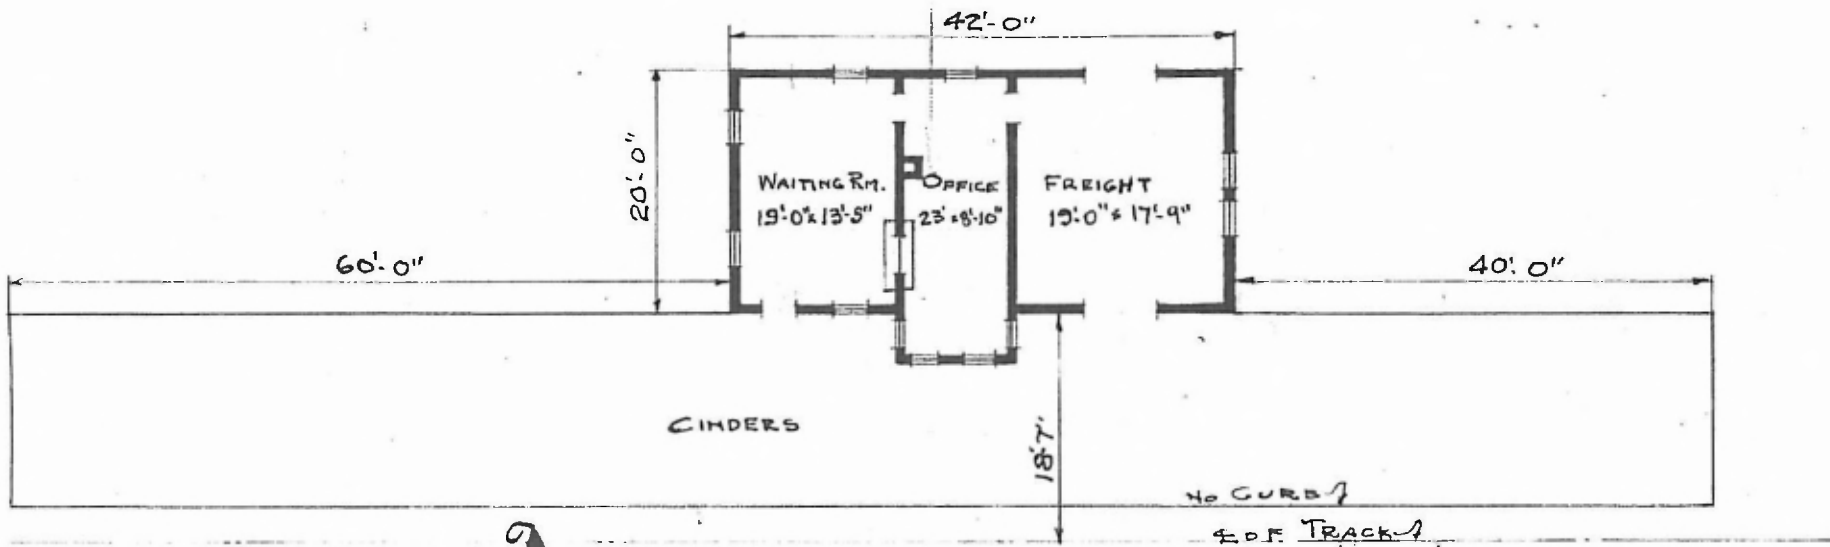 42'-0"
20'-0"
WAITING RM. OFFICE FREIGHT
19'-0" x 13'-5" 23' x 8'-10" 19'-0" x 17'-9"
60'-0" 40'-0"
CINDERS
18'-7"
NO CURB
℄ OF TRACK